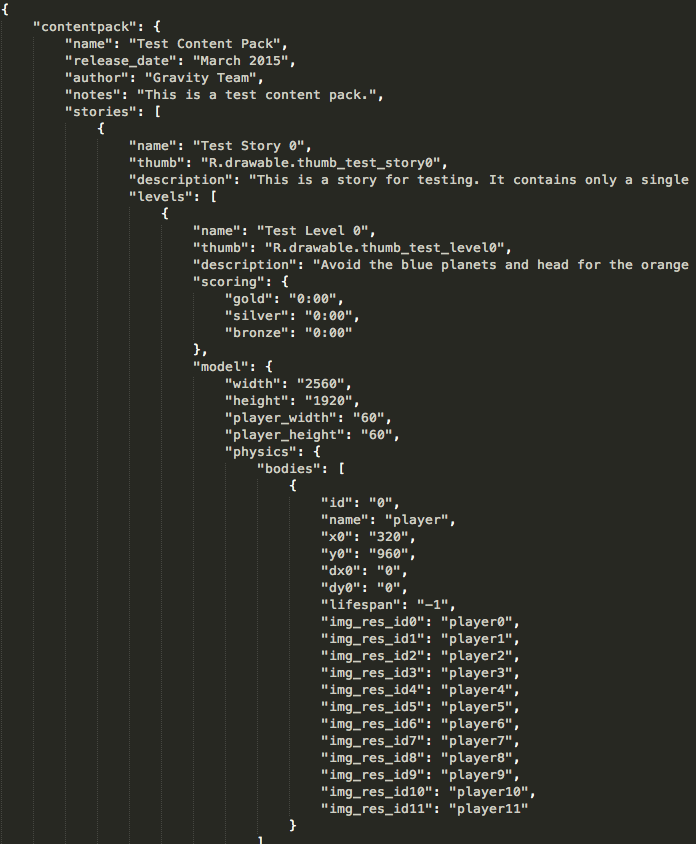 {
    "contentpack": {
        "name": "Test Content Pack",
        "release_date": "March 2015",
        "author": "Gravity Team",
        "notes": "This is a test content pack.",
        "stories": [
            {
                "name": "Test Story 0",
                "thumb": "R.drawable.thumb_test_story0",
                "description": "This is a story for testing. It contains only a single
                "levels": [
                    {
                        "name": "Test Level 0",
                        "thumb": "R.drawable.thumb_test_level0",
                        "description": "Avoid the blue planets and head for the orange
                        "scoring": {
                            "gold": "0:00",
                            "silver": "0:00",
                            "bronze": "0:00"
                        },
                        "model": {
                            "width": "2560",
                            "height": "1920",
                            "player_width": "60",
                            "player_height": "60",
                            "physics": {
                                "bodies": [
                                    {
                                        "id": "0",
                                        "name": "player",
                                        "x0": "320",
                                        "y0": "960",
                                        "dx0": "0",
                                        "dy0": "0",
                                        "lifespan": "-1",
                                        "img_res_id0": "player0",
                                        "img_res_id1": "player1",
                                        "img_res_id2": "player2",
                                        "img_res_id3": "player3",
                                        "img_res_id4": "player4",
                                        "img_res_id5": "player5",
                                        "img_res_id6": "player6",
                                        "img_res_id7": "player7",
                                        "img_res_id8": "player8",
                                        "img_res_id9": "player9",
                                        "img_res_id10": "player10",
                                        "img_res_id11": "player11"
                                    }
                                ]